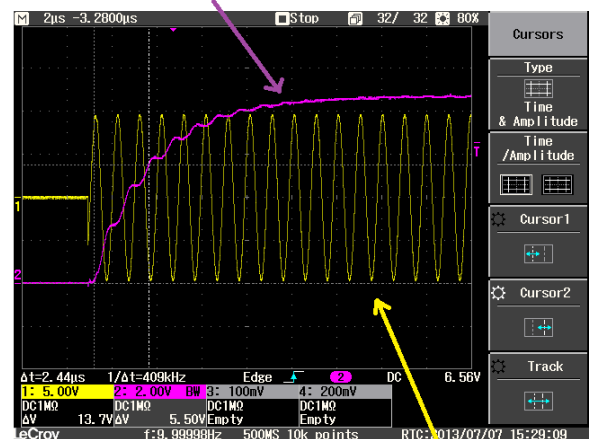 M 2µs -3.2800µs Stop 32/ 32 80%
Cursors
Type
Time
& Amplitude
Time
/Amplitude
T
1
Cursor1
2
Cursor2
Track
Δt=2.44µs 1/Δt=409kHz Edge 2 DC 6.56V
1: 5.00V 2: 2.00V BW 3: 100mV 4: 200mV
DC1MΩ DC1MΩ DC1MΩ DC1MΩ
ΔV 13.7V ΔV 5.50V Empty Empty
LeCroy f:9.99998Hz 500MS 10k points RTC:2013/07/07 15:29:09